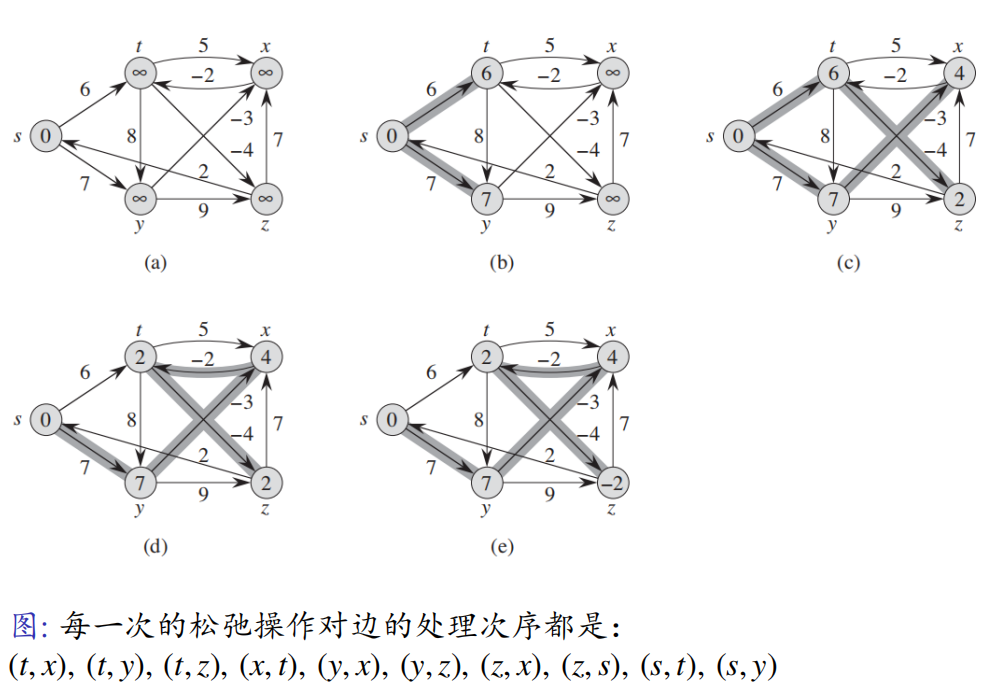 t 5 x t 5 x t 5 x
∞ −2 ∞ 6 −2 ∞ 6 −2 4
6 6 6
s 0 8 −3 s 0 8 −3 s 0 8 −3
−4 7 −4 7 −4 7
7 2 7 2 7 2
∞ 9 ∞ 7 9 ∞ 7 9 2
y z y z y z
(a) (b) (c)
t 5 x t 5 x
2 −2 4 2 −2 4
6 6
s 0 8 −3 s 0 8 −3
−4 7 −4 7
7 2 7 2
7 9 2 7 9 −2
y z y z
(d) (e)
图: 每一次的松弛操作对边的处理次序都是：
(t, x), (t, y), (t, z), (x, t), (y, x), (y, z), (z, x), (z, s), (s, t), (s, y)